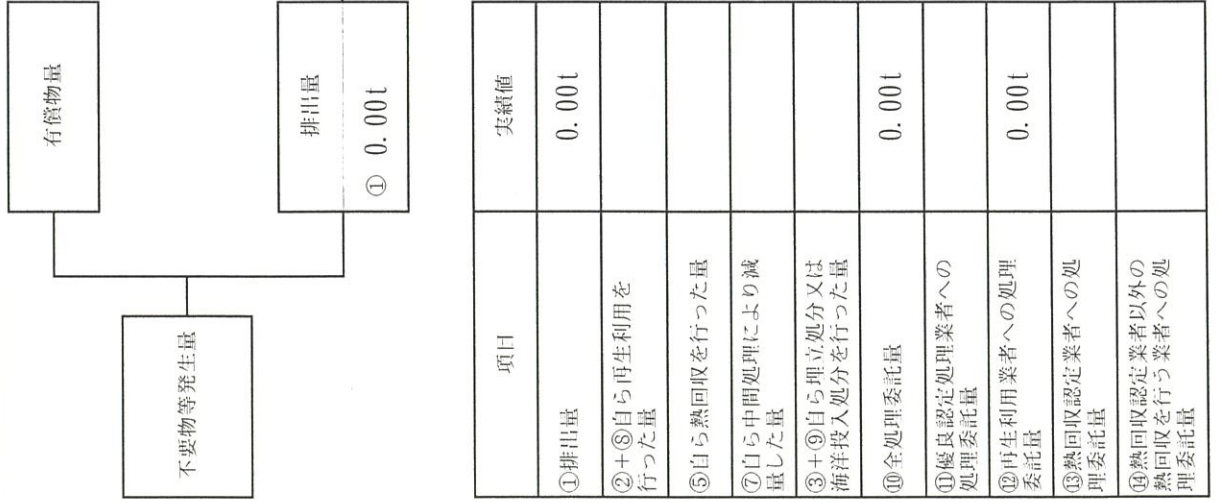 有償物量
不要物等発生量
排出量
① 0.00t
項目
実績値
①排出量
0.00t
②+⑧自ら再生利用を
行った量
⑤自ら熱回収を行った量
⑦自ら中間処理により減
量した量
③+⑨自ら埋立処分又は
海洋投入処分を行った量
⑩全処理委託量
0.00t
⑪優良認定処理業者への
処理委託量
⑫再生利用業者への処理
委託量
0.00t
⑬熱回収認定業者への処
理委託量
⑭熱回収認定業者以外の
熱回収を行う業者への処
理委託量